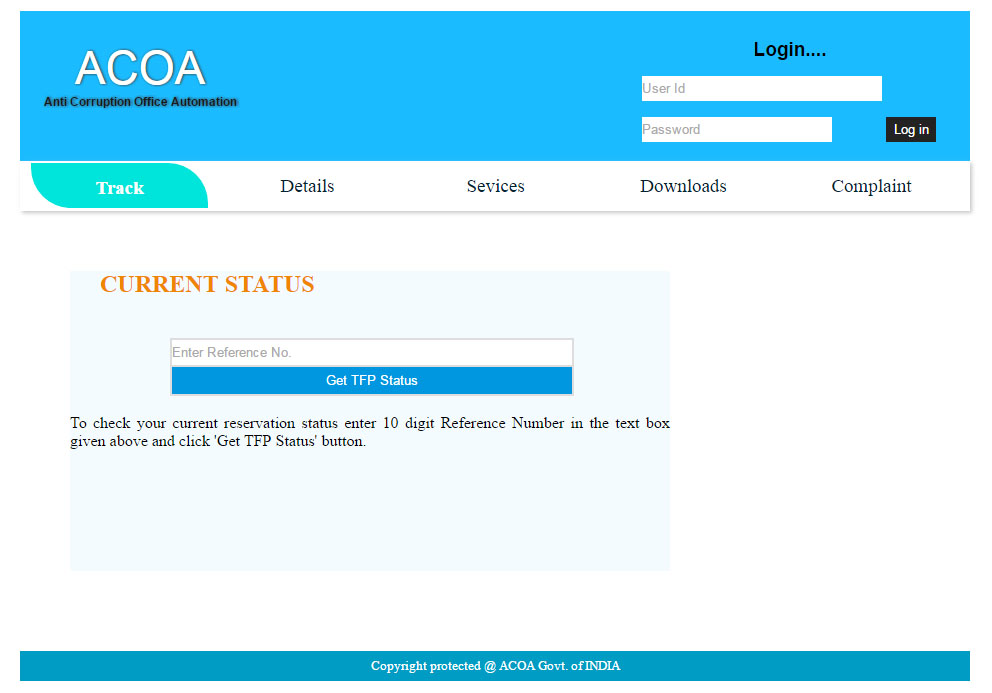 ACOA
Anti Corruption Office Automation
Login....
User Id
Password
Log in
Track
Details
Sevices
Downloads
Complaint
CURRENT STATUS
Enter Reference No.
Get TFP Status
To check your current reservation status enter 10 digit Reference Number in the text box
given above and click 'Get TFP Status' button.
Copyright protected @ ACOA Govt. of INDIA